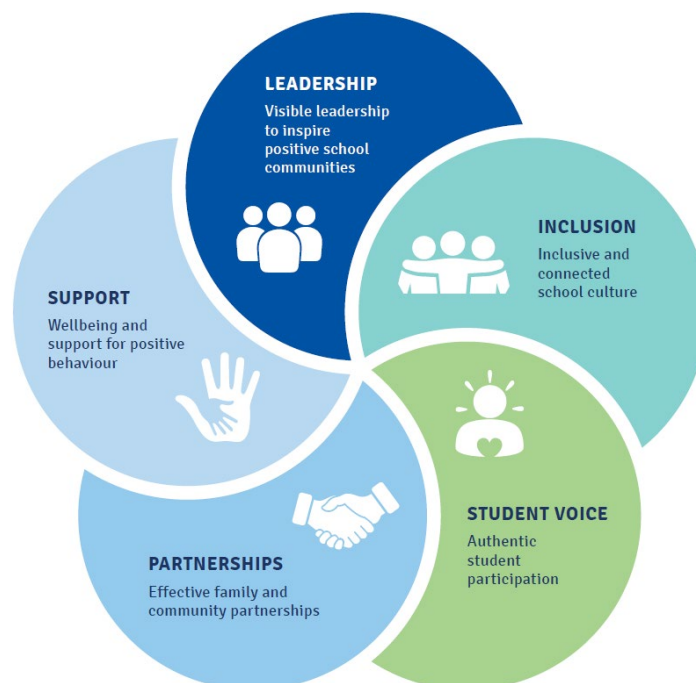 LEADERSHIP
Visible leadership
to inspire
positive school
communities
INCLUSION
Inclusive and
connected
school culture
STUDENT VOICE
Authentic
student
participation
PARTNERSHIPS
Effective family and
community partnerships
SUPPORT
Wellbeing and
support for positive
behaviour